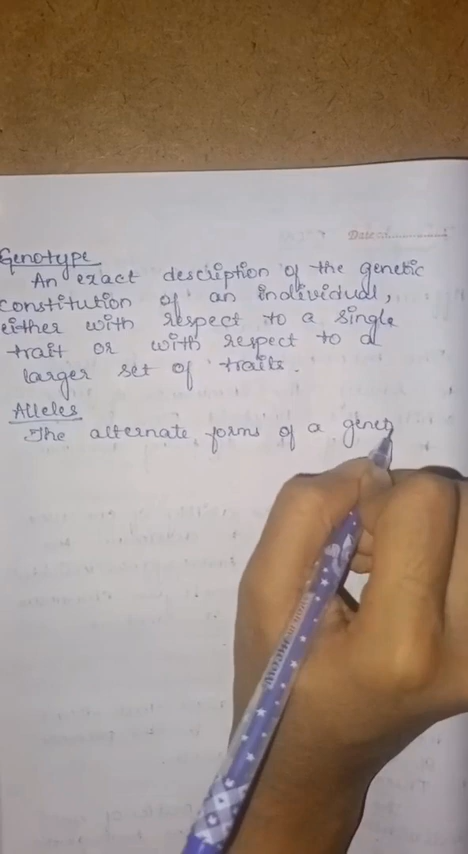 Date:..............
Genotype
An exact description of the genetic
constitution of an individual,
either with respect to a single
trait or with respect to a
larger set of traits.
Alleles
The alternate forms of a genet